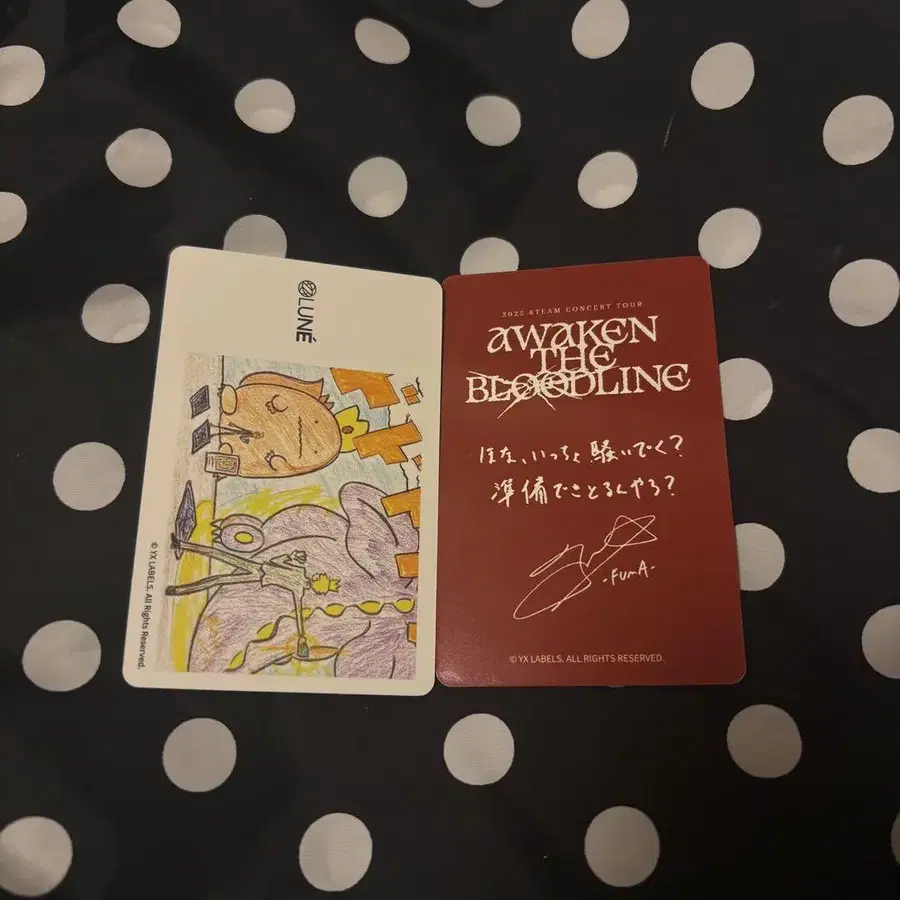 LUNÉ
© YX LABELS. All Rights Reserved.
2025 &TEAM CONCERT TOUR
AWAKEN
THE
BLOODLINE
ほな、いっちょ騒いでく?
準備でことるんやろ?
-FUMA-
© YX LABELS. ALL RIGHTS RESERVED.